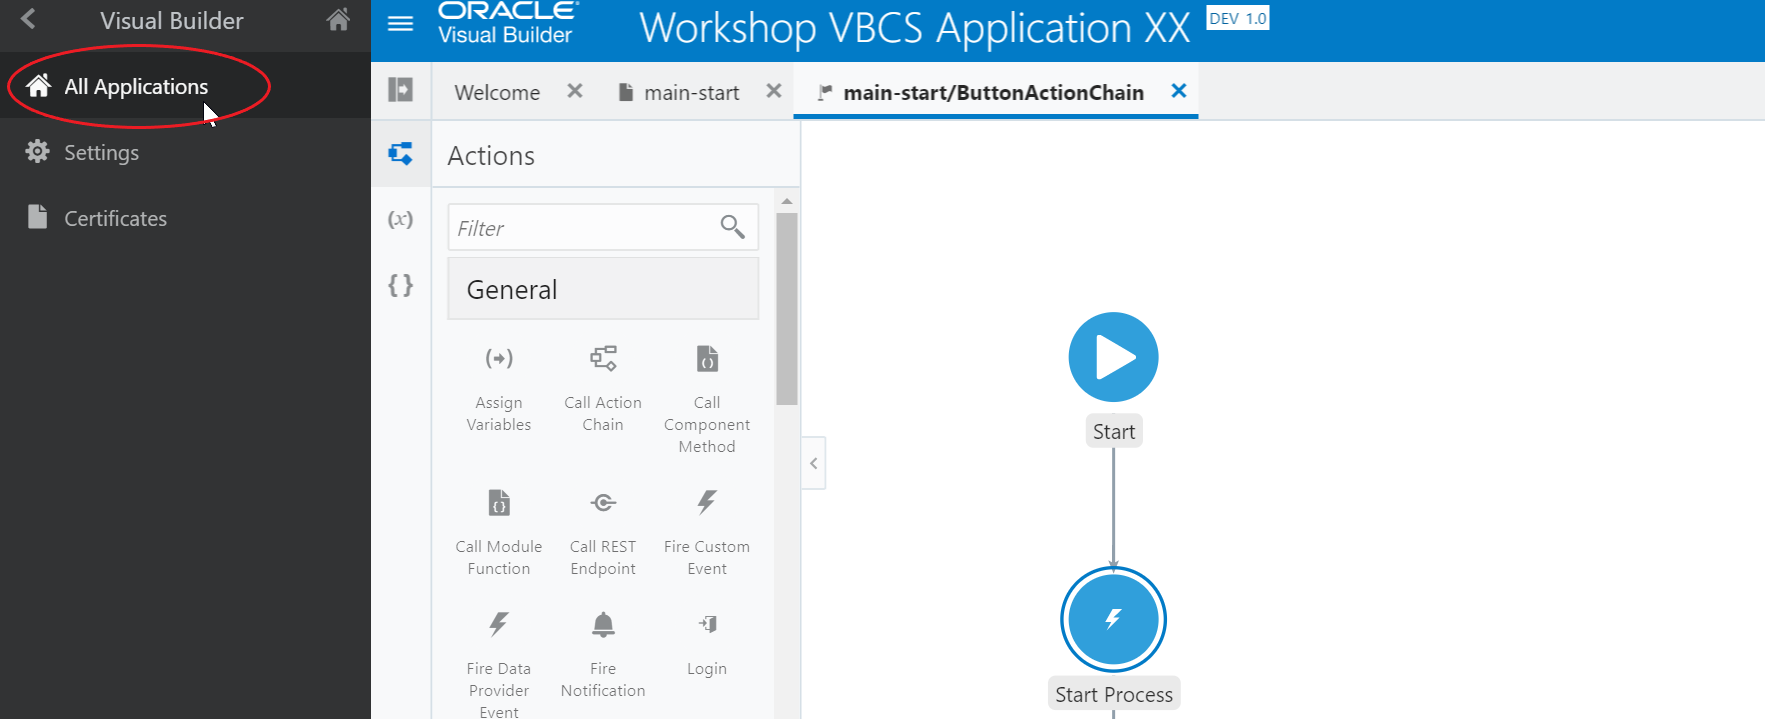 Visual Builder
All Applications
Settings
Certificates
ORACLE
Visual Builder
Workshop VBCS Application XX
DEV 1.0
Welcome
main-start
main-start/ButtonActionChain
Actions
Filter
General
Assign
Variables
Call Action
Chain
Call
Component
Method
Call Module
Function
Call REST
Endpoint
Fire Custom
Event
Fire Data
Provider
Event
Fire
Notification
Login
Start
Start Process